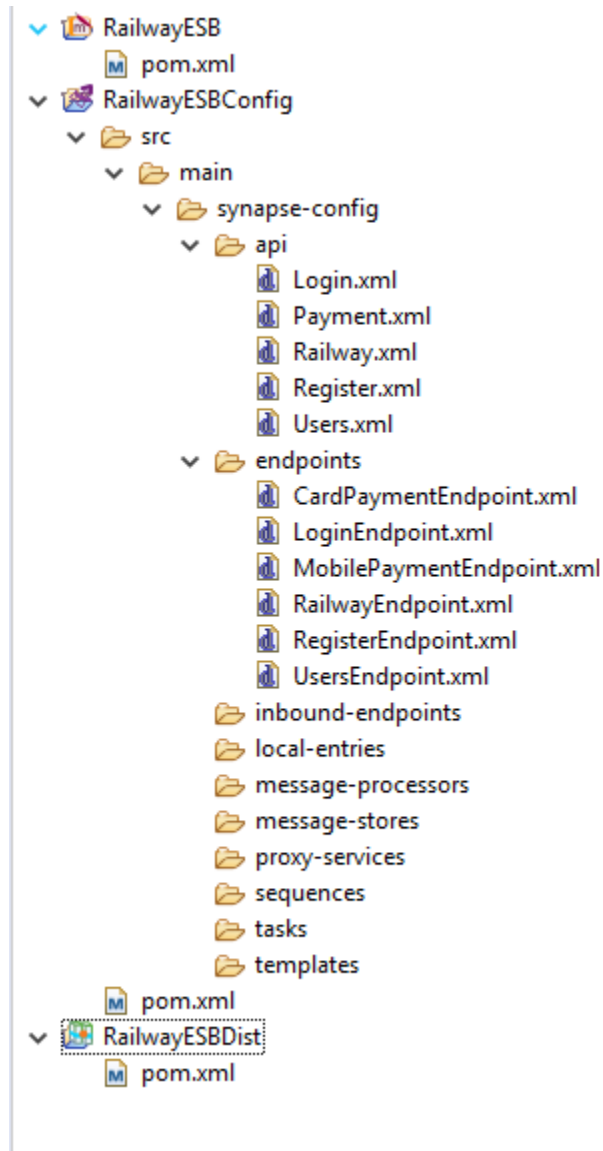 RailwayESB
pom.xml
RailwayESBConfig
src
main
synapse-config
api
Login.xml
Payment.xml
Railway.xml
Register.xml
Users.xml
endpoints
CardPaymentEndpoint.xml
LoginEndpoint.xml
MobilePaymentEndpoint.xml
RailwayEndpoint.xml
RegisterEndpoint.xml
UsersEndpoint.xml
inbound-endpoints
local-entries
message-processors
message-stores
proxy-services
sequences
tasks
templates
pom.xml
RailwayESBDist
pom.xml